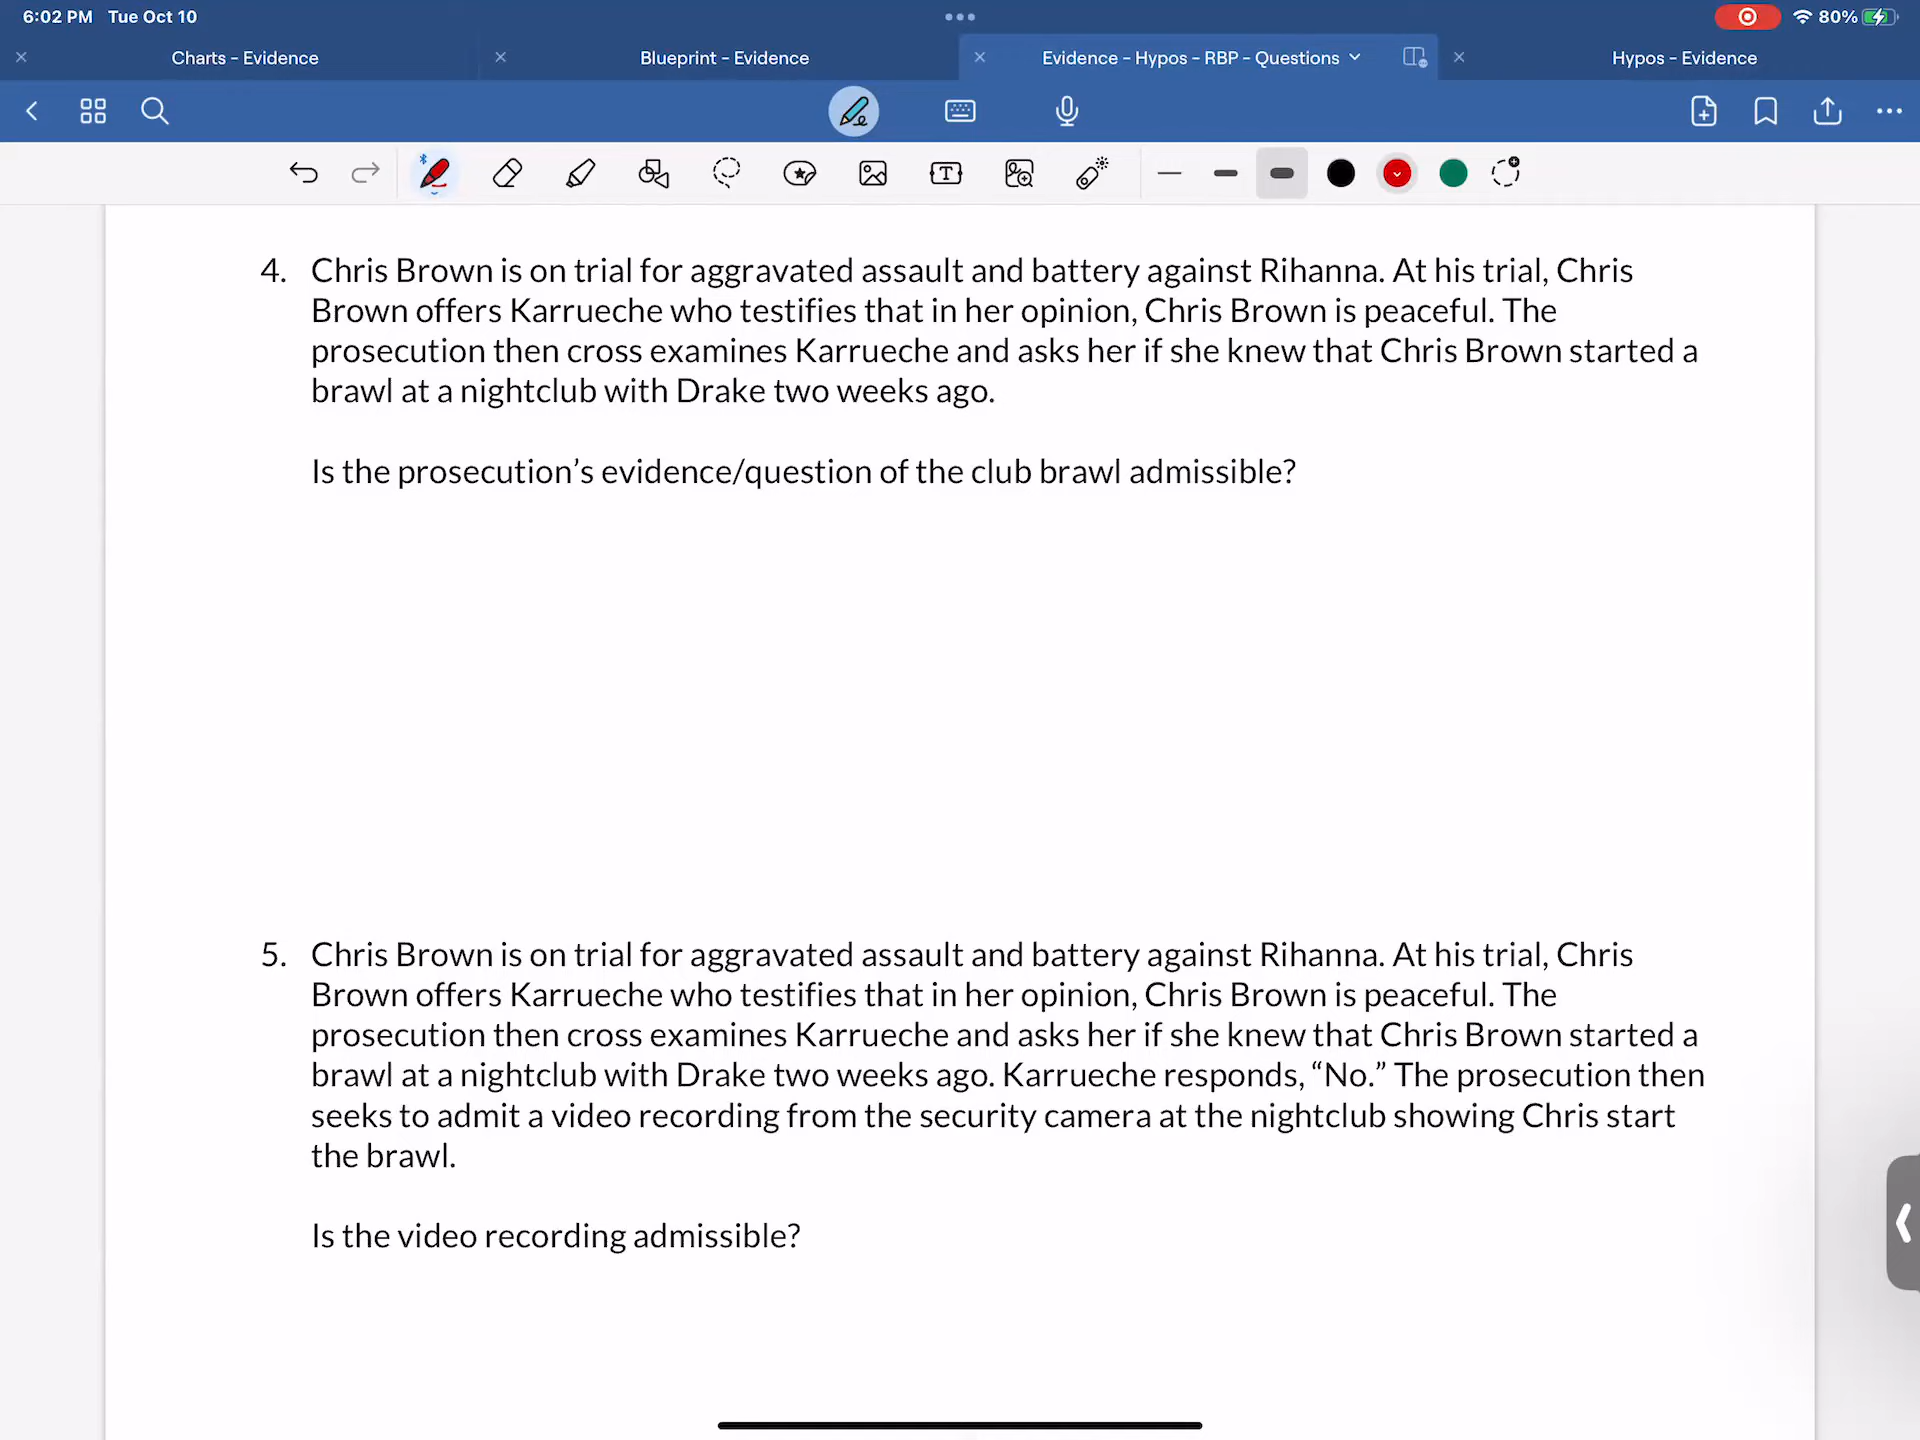 6:02 PM Tue Oct 10
80%
Charts - Evidence
Blueprint - Evidence
Evidence - Hypos - RBP - Questions
Hypos - Evidence
4. Chris Brown is on trial for aggravated assault and battery against Rihanna. At his trial, Chris
Brown offers Karrueche who testifies that in her opinion, Chris Brown is peaceful. The
prosecution then cross examines Karrueche and asks her if she knew that Chris Brown started a
brawl at a nightclub with Drake two weeks ago.
Is the prosecution’s evidence/question of the club brawl admissible?
5. Chris Brown is on trial for aggravated assault and battery against Rihanna. At his trial, Chris
Brown offers Karrueche who testifies that in her opinion, Chris Brown is peaceful. The
prosecution then cross examines Karrueche and asks her if she knew that Chris Brown started a
brawl at a nightclub with Drake two weeks ago. Karrueche responds, “No.” The prosecution then
seeks to admit a video recording from the security camera at the nightclub showing Chris start
the brawl.
Is the video recording admissible?